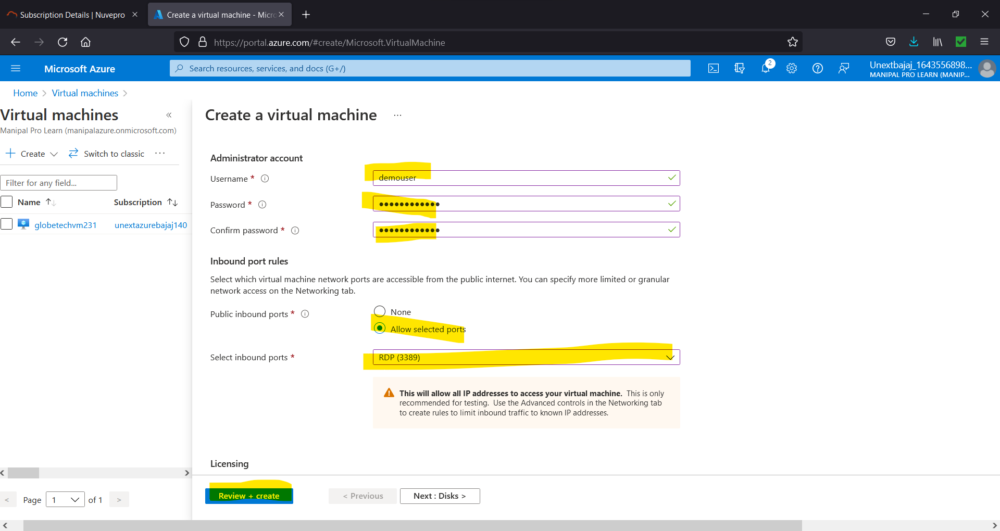 Subscription Details | Nuvepro
Create a virtual machine - Micr
https://portal.azure.com/#create/Microsoft.VirtualMachine
Microsoft Azure
Search resources, services, and docs (G+/)
2
Unextbajaj_1643556898...
MANIPAL PRO LEARN (MANIP...
Home > Virtual machines >
Virtual machines
«
Manipal Pro Learn (manipalazure.onmicrosoft.com)
+ Create
Switch to classic
...
Filter for any field...
Name
Subscription
globetechvm231
unextazurebajaj140
< Page 1 of 1 >
Create a virtual machine
...
Administrator account
Username *
demouser
Password *
••••••••••••
Confirm password *
••••••••••••
Inbound port rules
Select which virtual machine network ports are accessible from the public internet. You can specify more limited or granular
network access on the Networking tab.
Public inbound ports *
None
Allow selected ports
Select inbound ports *
RDP (3389)
This will allow all IP addresses to access your virtual machine. This is only
recommended for testing. Use the Advanced controls in the Networking tab
to create rules to limit inbound traffic to known IP addresses.
Licensing
Review + create
< Previous
Next : Disks >